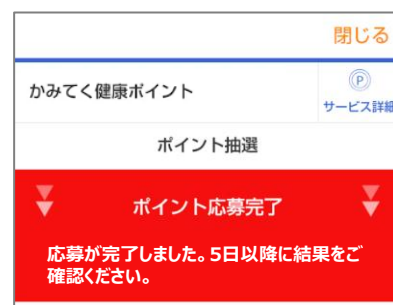 閉じる
かみてく健康ポイント
P
サービス詳細
ポイント抽選
ポイント応募完了
応募が完了しました。5日以降に結果をご
確認ください。